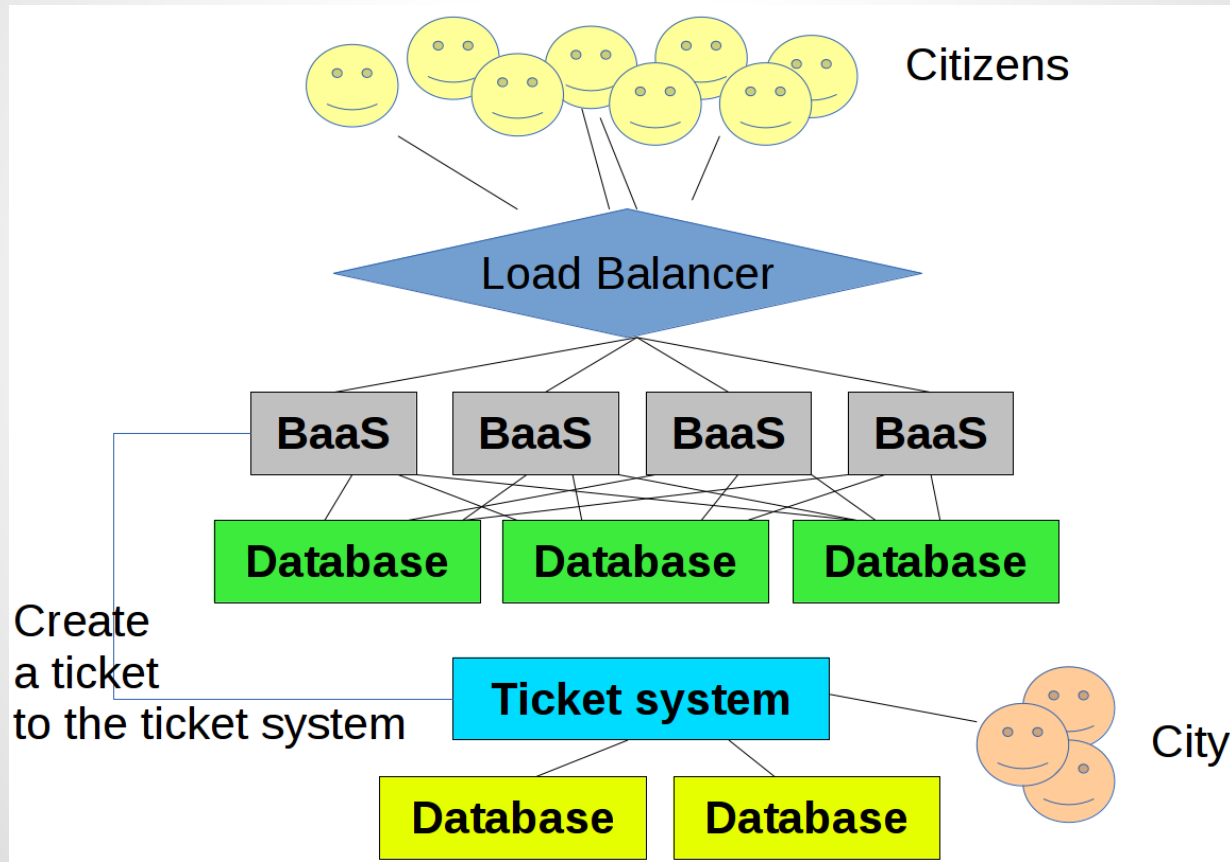 Citizens
Load Balancer
BaaS
BaaS
BaaS
BaaS
Database
Database
Database
Create
a ticket
to the ticket system
Ticket system
City
Database
Database